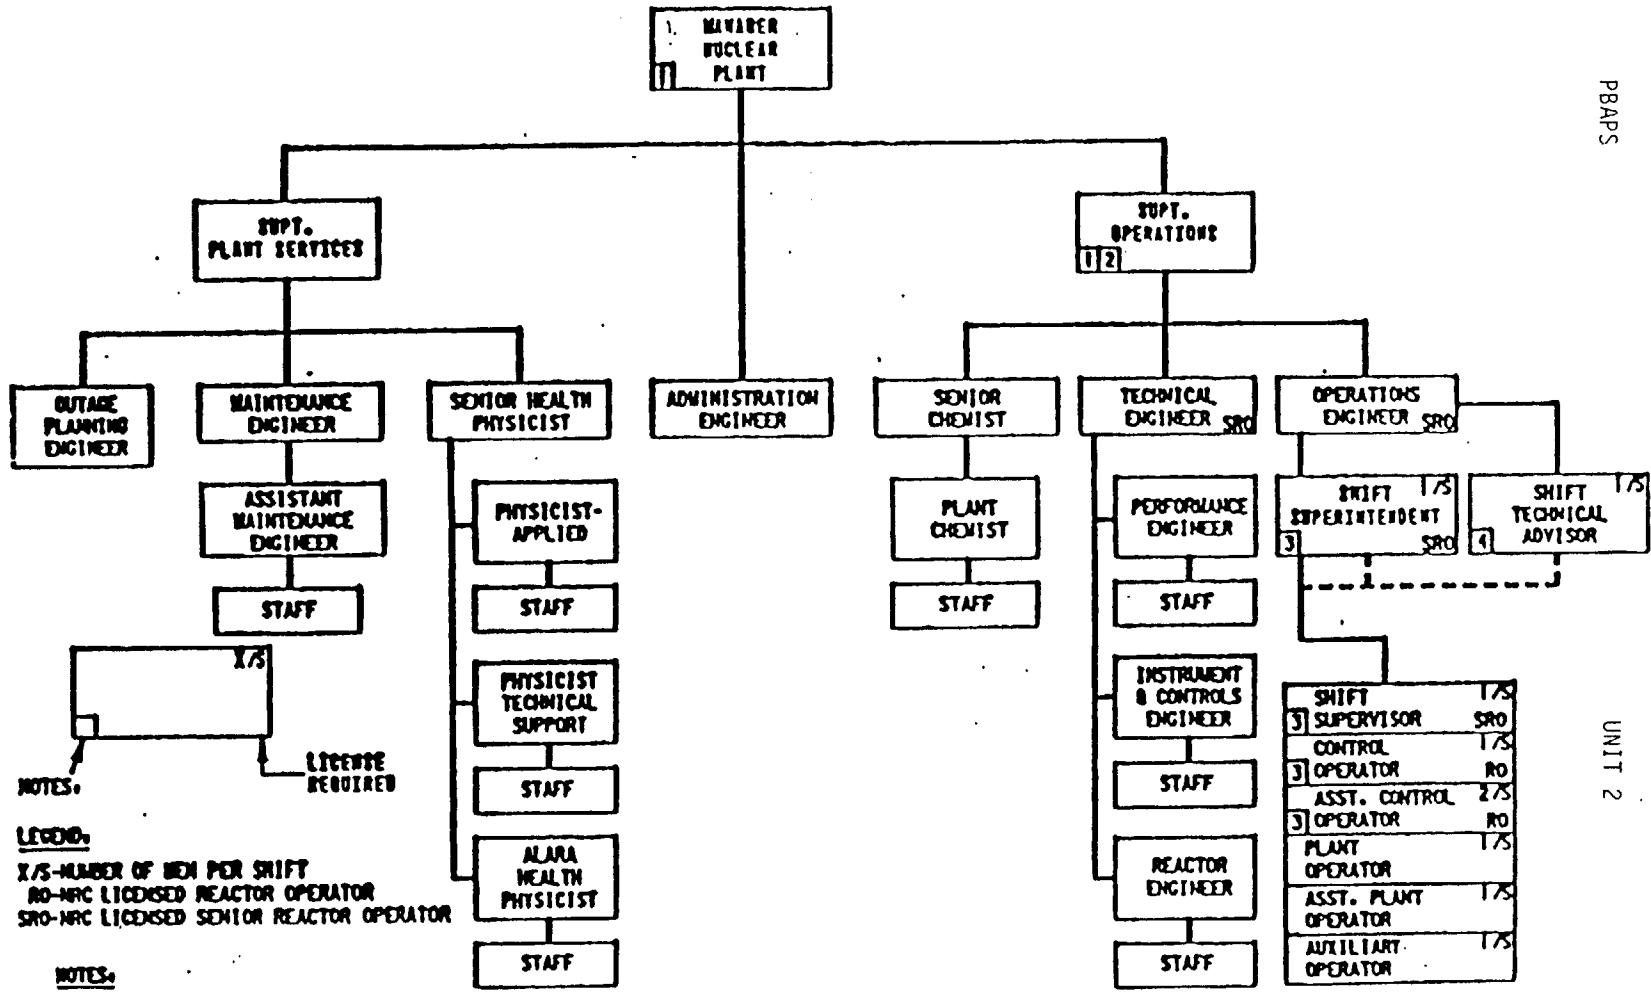 MANAGER
NUCLEAR
PLANT
1
PBAPS
SUPT.
PLANT SERVICES
SUPT.
OPERATIONS
1 2
OUTAGE
PLANNING
ENGINEER
MAINTENANCE
ENGINEER
SENIOR HEALTH
PHYSICIST
ADMINISTRATION
ENGINEER
SENIOR
CHEMIST
TECHNICAL
ENGINEER SRO
OPERATIONS
ENGINEER SRO
ASSISTANT
MAINTENANCE
ENGINEER
STAFF
PHYSICIST-
APPLIED
STAFF
PHYSICIST
TECHNICAL
SUPPORT
STAFF
ALARA
HEALTH
PHYSICIST
STAFF
PLANT
CHEMIST
STAFF
PERFORMANCE
ENGINEER
STAFF
INSTRUMENT
& CONTROLS
ENGINEER
STAFF
REACTOR
ENGINEER
STAFF
SHIFT 1/S
SUPERINTENDENT
3 SRO
SHIFT 1/S
TECHNICAL
4 ADVISOR
SHIFT 1/S
3 SUPERVISOR SRO
CONTROL 1/S
3 OPERATOR RO
ASST. CONTROL 2/S
3 OPERATOR RO
PLANT 1/S
OPERATOR
ASST. PLANT 1/S
OPERATOR
AUXILIARY 1/S
OPERATOR
UNIT 2
X/S
NOTES:
LICENSE
REQUIRED
LEGEND:
X/S-NUMBER OF MEN PER SHIFT
RO-NRC LICENSED REACTOR OPERATOR
SRO-NRC LICENSED SENIOR REACTOR OPERATOR
NOTES: